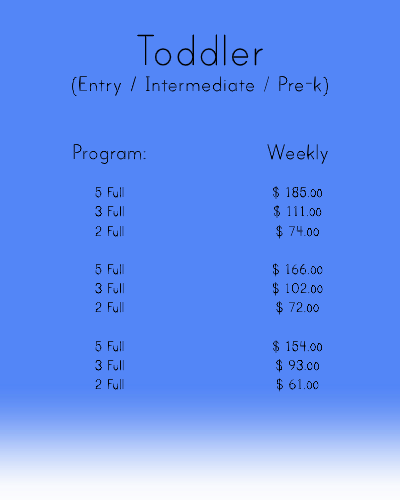 Toddler
(Entry / Intermediate / Pre-k)
Program: Weekly
5 Full $ 185.00
3 Full $ 111.00
2 Full $ 74.00
5 Full $ 166.00
3 Full $ 102.00
2 Full $ 72.00
5 Full $ 154.00
3 Full $ 93.00
2 Full $ 61.00